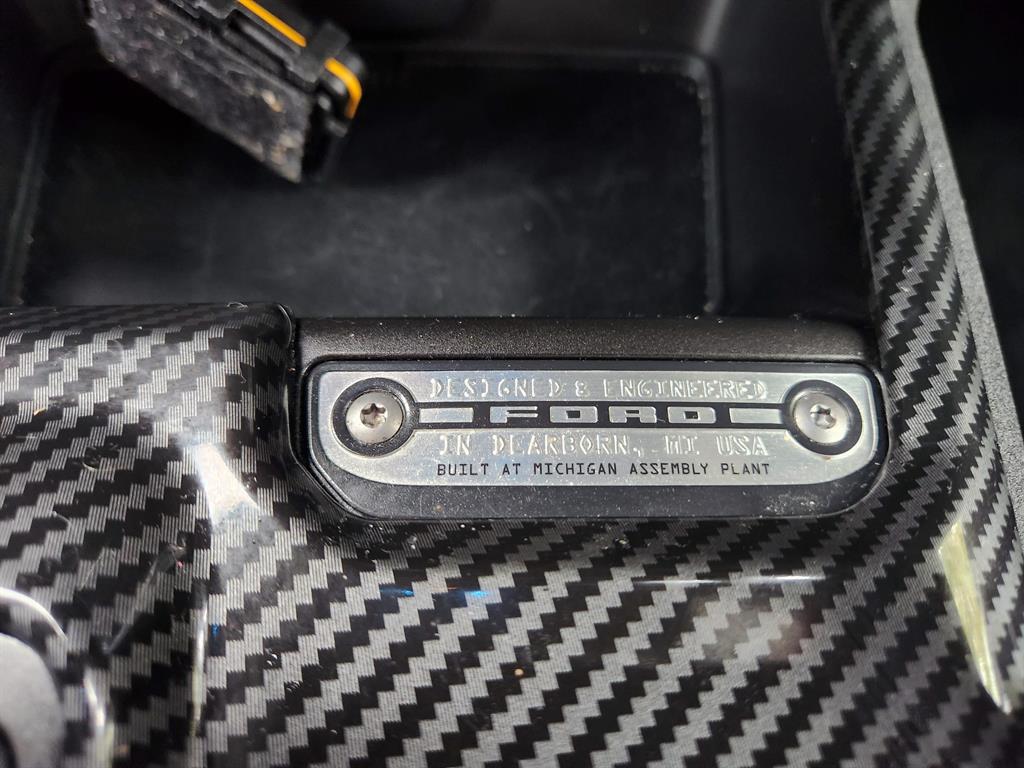 DESIGNED & ENGINEERED
FORD
IN DEARBORN, MI USA
BUILT AT MICHIGAN ASSEMBLY PLANT